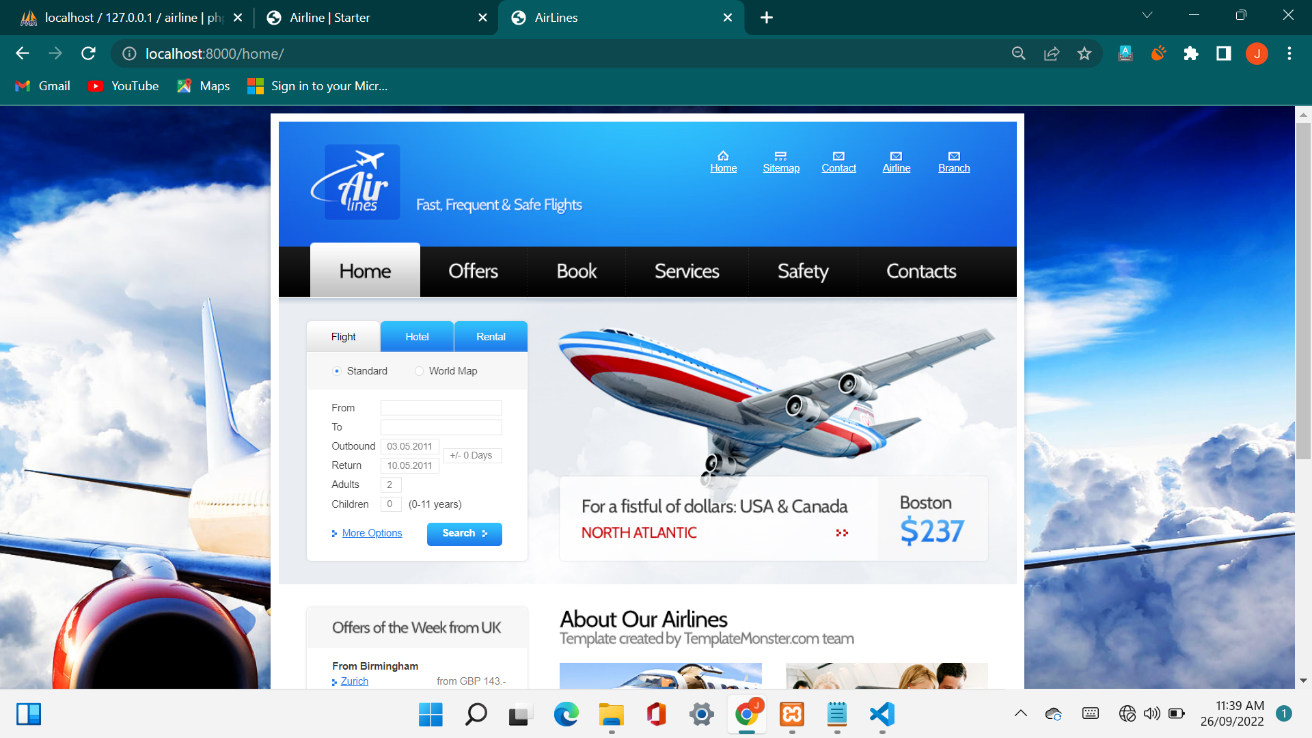 localhost / 127.0.0.1 / airline | ph
Airline | Starter
AirLines
localhost:8000/home/
J
Gmail
YouTube
Maps
Sign in to your Micr...
Air lines
Fast, Frequent & Safe Flights
Home
Sitemap
Contact
Airline
Branch
Home
Offers
Book
Services
Safety
Contacts
Flight
Hotel
Rental
Standard
World Map
From
To
Outbound 03.05.2011
+/- 0 Days
Return 10.05.2011
Adults 2
Children 0 (0-11 years)
More Options
Search
For a fistful of dollars: USA & Canada
NORTH ATLANTIC
Boston
$237
Offers of the Week from UK
From Birmingham
Zurich from GBP 143.-
About Our Airlines
Template created by TemplateMonster.com team
J
11:39 AM
26/09/2022
1